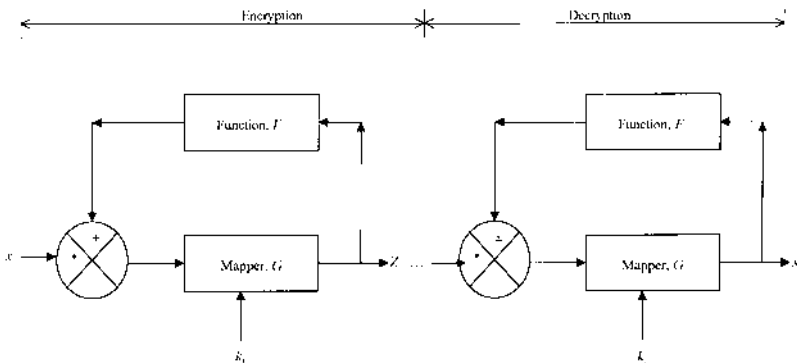 Encryption
Decryption
Function, F
Function, F
x
+
Mapper, G
Z ...
Mapper, G
k